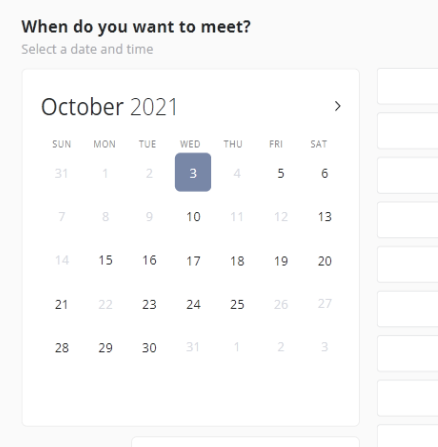 When do you want to meet?
Select a date and time
October 2021 >
SUN MON TUE WED THU FRI SAT
31 1 2 3 4 5 6
7 8 9 10 11 12 13
14 15 16 17 18 19 20
21 22 23 24 25 26 27
28 29 30 31 1 2 3